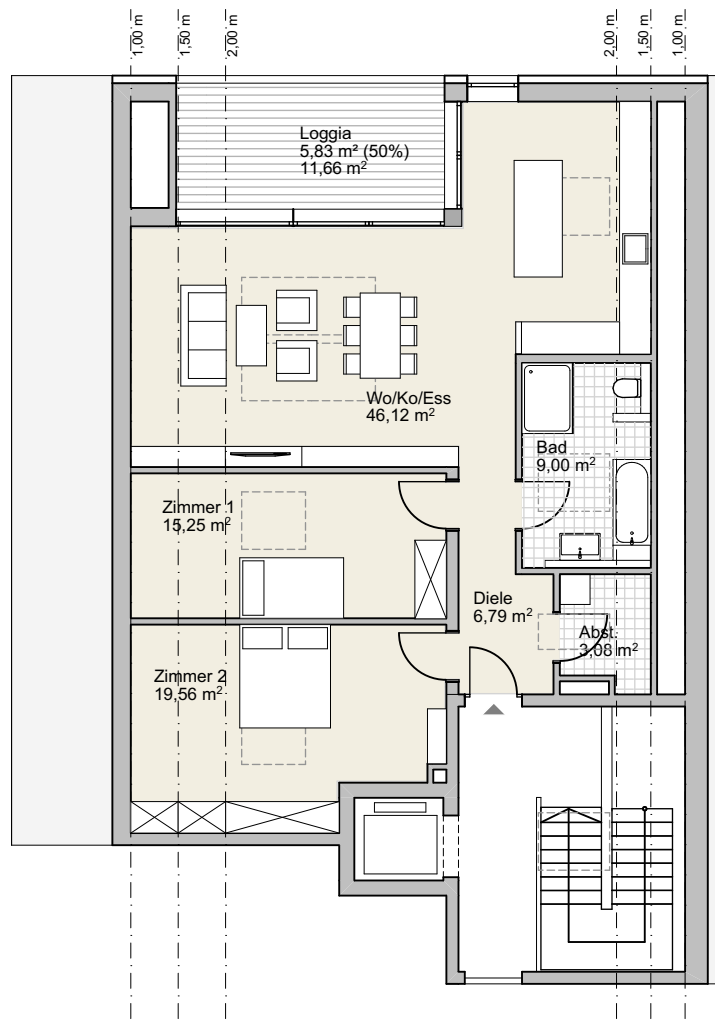 1,00 m
1,50 m
2,00 m
2,00 m
1,50 m
1,00 m
Loggia
5,83 m² (50%)
11,66 m²
Wo/Ko/Ess
46,12 m²
Bad
9,00 m²
Zimmer 1
15,25 m²
Diele
6,79 m²
Abst.
3,08 m²
Zimmer 2
19,56 m²